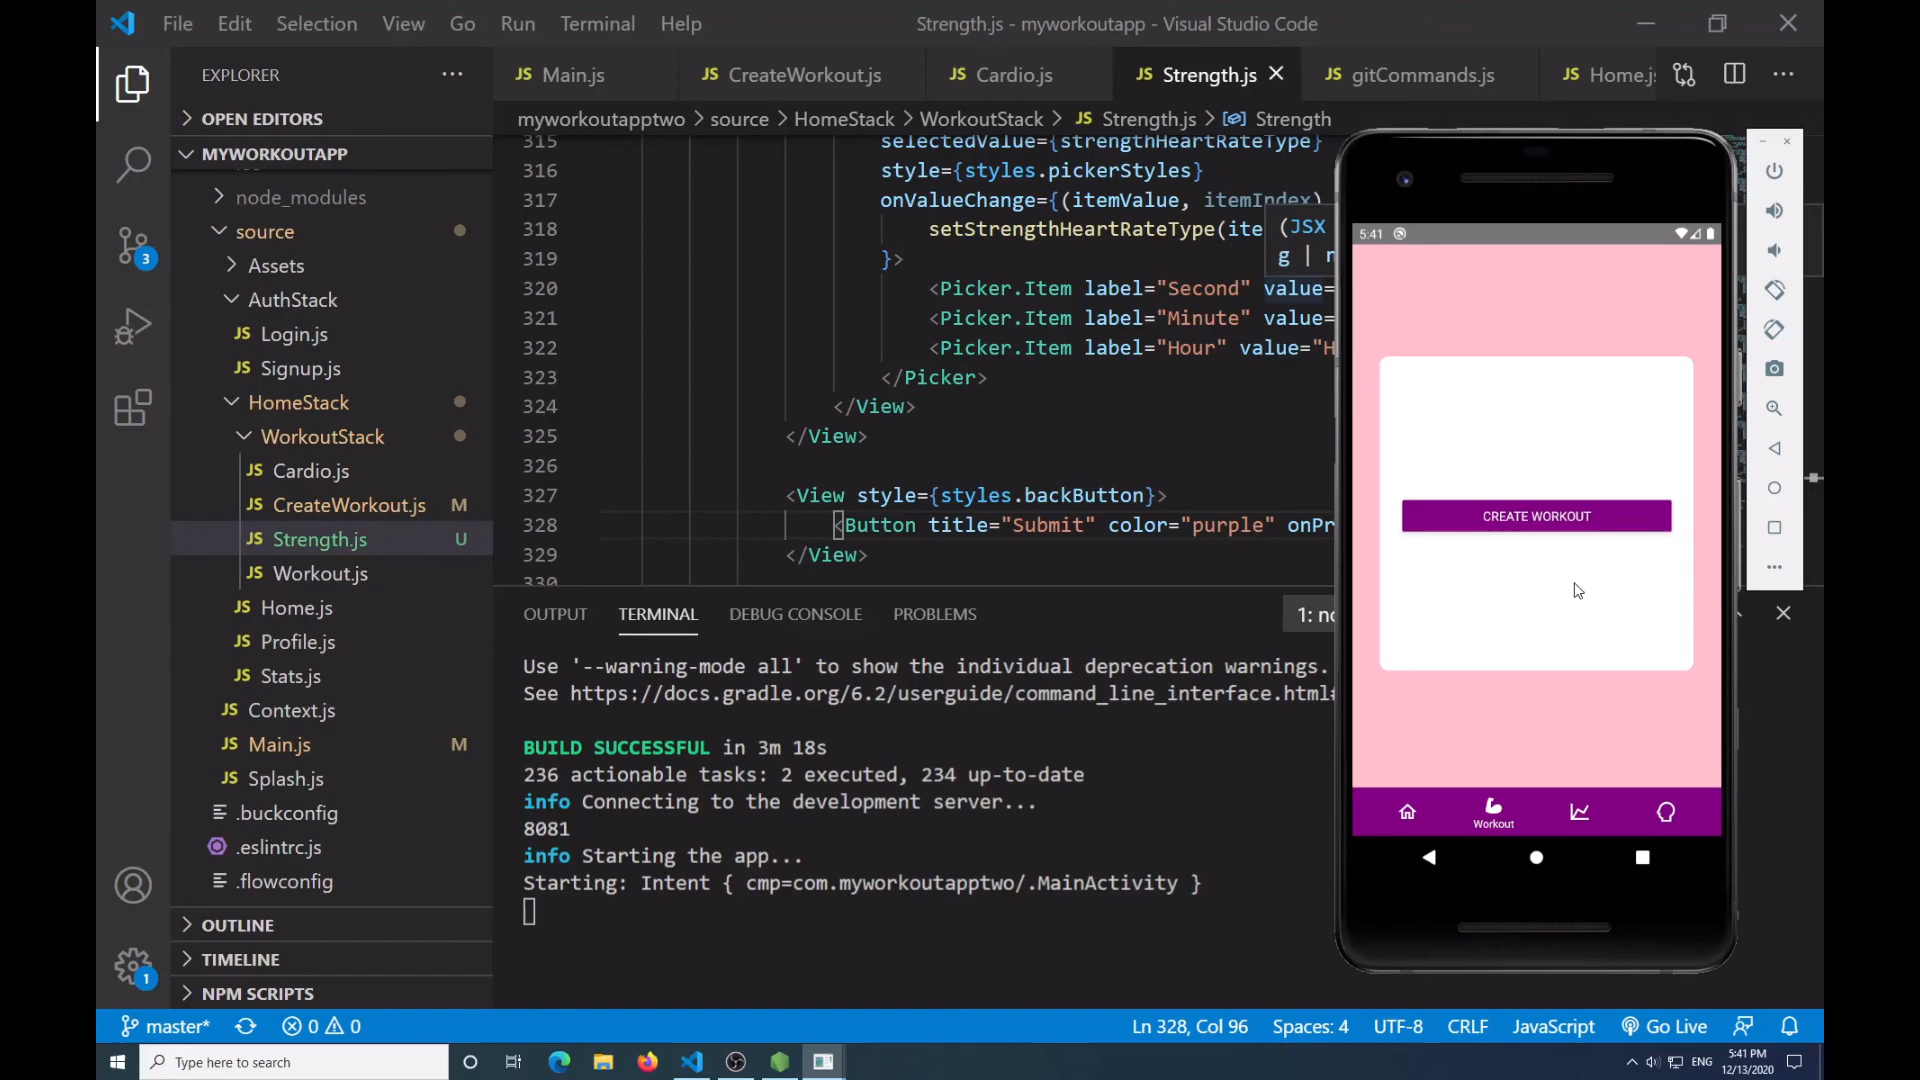 File Edit Selection View Go Run Terminal Help
Strength.js - myworkoutapp - Visual Studio Code
EXPLORER
OPEN EDITORS
MYWORKOUTAPP
node_modules
source
Assets
AuthStack
JS Login.js
JS Signup.js
HomeStack
WorkoutStack
JS Cardio.js
JS CreateWorkout.js M
JS Strength.js U
JS Workout.js
JS Home.js
JS Profile.js
JS Stats.js
JS Context.js
JS Main.js M
JS Splash.js
.buckconfig
.eslintrc.js
.flowconfig
OUTLINE
TIMELINE
NPM SCRIPTS
3
1
JS Main.js JS CreateWorkout.js JS Cardio.js JS Strength.js JS gitCommands.js JS Home.js
myworkoutapptwo > source > HomeStack > WorkoutStack > JS Strength.js > Strength
315 selectedValue={strengthHeartRateType}
316 style={styles.pickerStyles}
317 onValueChange={(itemValue, itemIndex)
318 setStrengthHeartRateType(ite
319 }>
320 <Picker.Item label="Second" value=
321 <Picker.Item label="Minute" value=
322 <Picker.Item label="Hour" value="H
323 </Picker>
324 </View>
325 </View>
326
327 <View style={styles.backButton}>
328 <Button title="Submit" color="purple" onPr
329 </View>
330
(JSX
g |
OUTPUT TERMINAL DEBUG CONSOLE PROBLEMS
Use '--warning-mode all' to show the individual deprecation warnings.
See https://docs.gradle.org/6.2/userguide/command_line_interface.html#
BUILD SUCCESSFUL in 3m 18s
236 actionable tasks: 2 executed, 234 up-to-date
info Connecting to the development server...
8081
info Starting the app...
Starting: Intent { cmp=com.myworkoutapptwo/.MainActivity }
5:41
CREATE WORKOUT
Workout
master* 0 0
Ln 328, Col 96 Spaces: 4 UTF-8 CRLF JavaScript Go Live
Type here to search
ENG
5:41 PM
12/13/2020